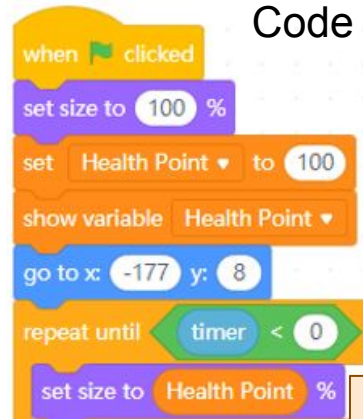 Code
when clicked
set size to 100 %
set Health Point to 100
show variable Health Point
go to x: -177 y: 8
repeat until timer < 0
set size to Health Point %